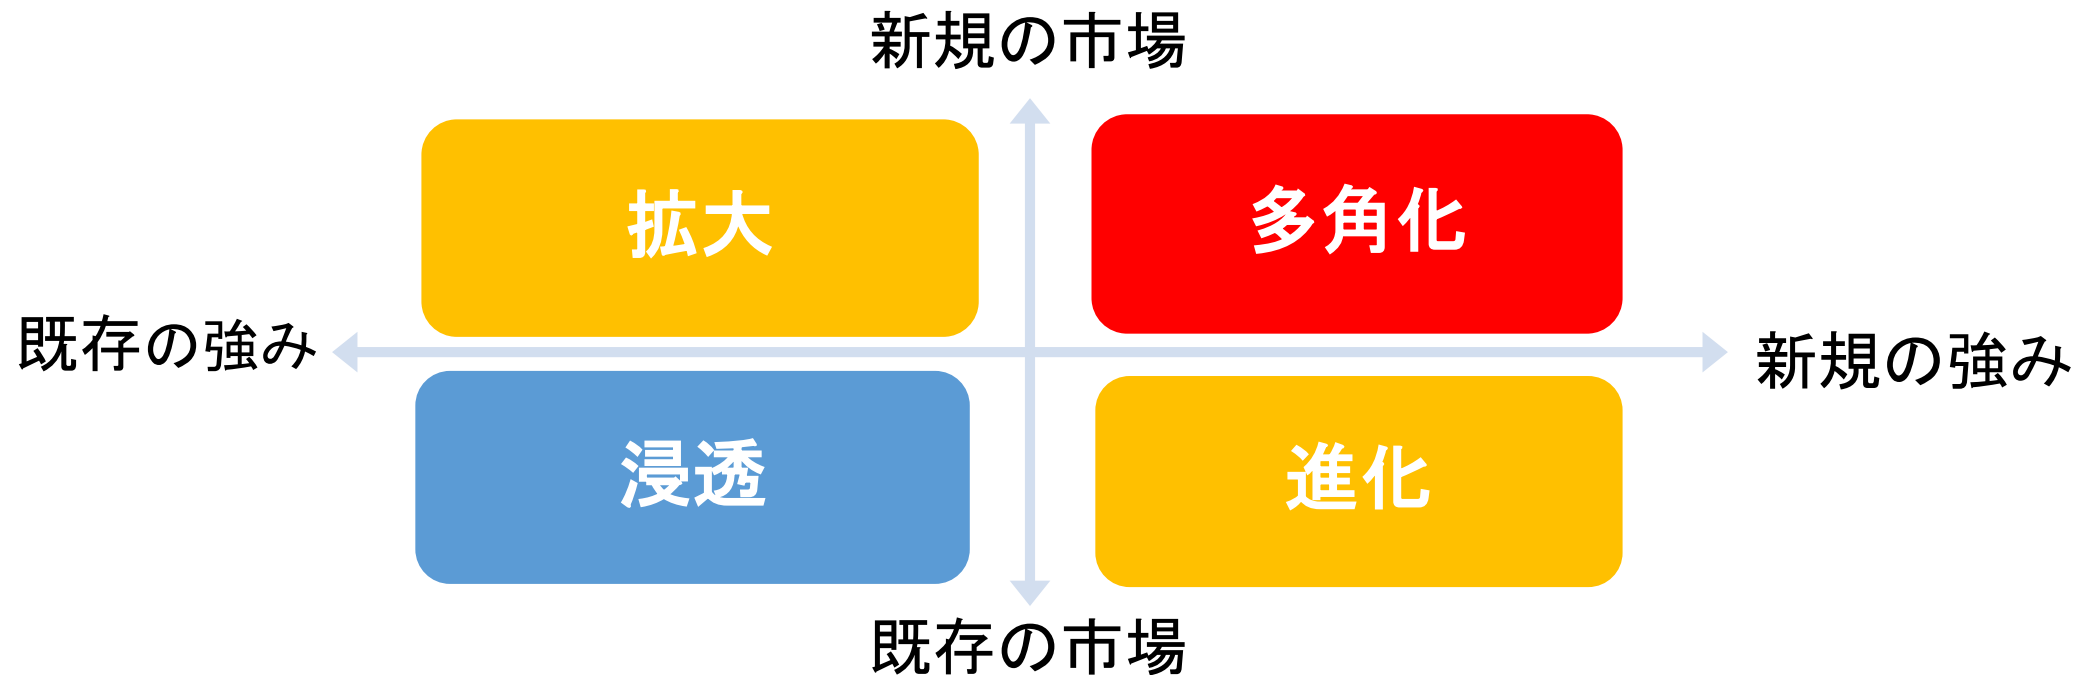 新規の市場
拡大
多角化
既存の強み
新規の強み
浸透
進化
既存の市場